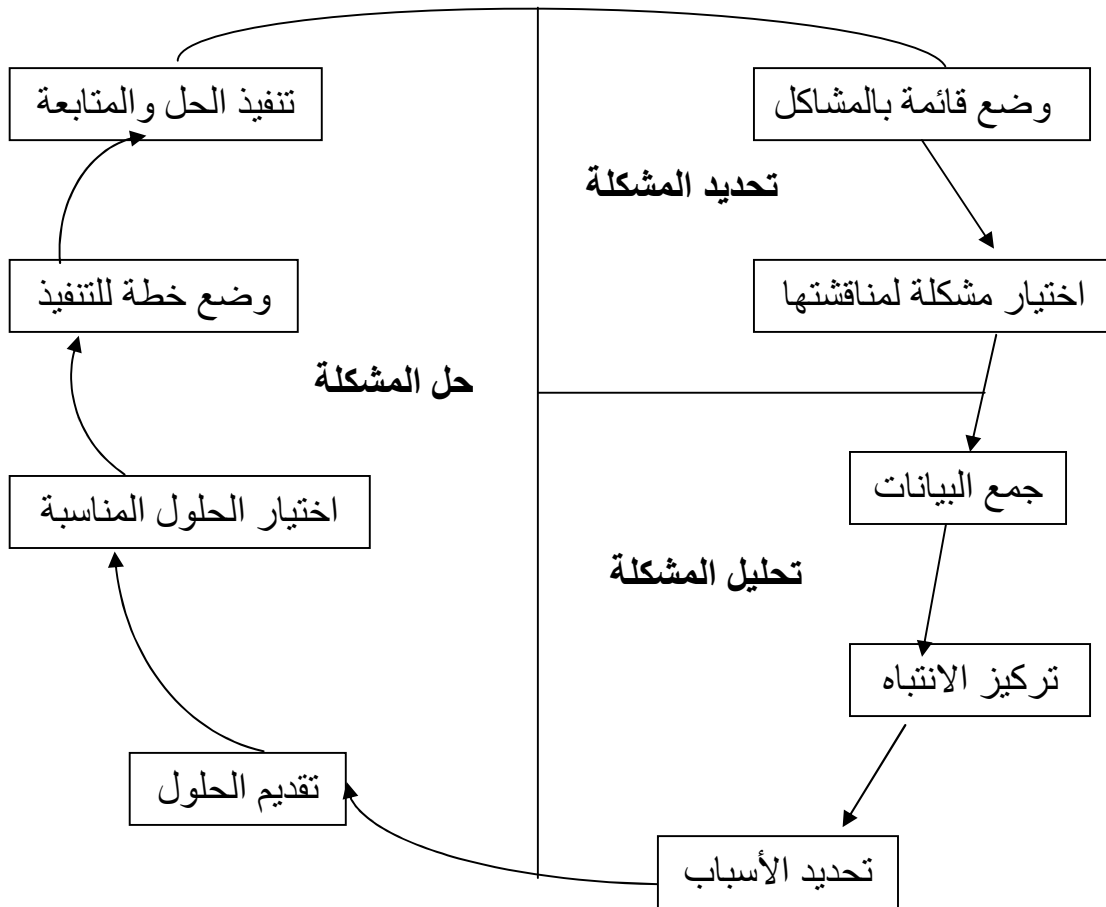 وضع قائمة بالمشاكل
تحديد المشكلة
اختيار مشكلة لمناقشتها
جمع البيانات
تحليل المشكلة
تركيز الانتباه
تحديد الأسباب
تقديم الحلول
اختيار الحلول المناسبة
حل المشكلة
وضع خطة للتنفيذ
تنفيذ الحل والمتابعة